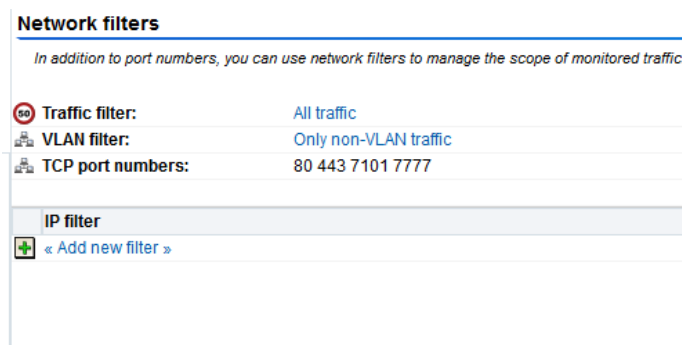 Network filters
In addition to port numbers, you can use network filters to manage the scope of monitored traffic
50 Traffic filter: All traffic
VLAN filter: Only non-VLAN traffic
TCP port numbers: 80 443 7101 7777
IP filter
« Add new filter »